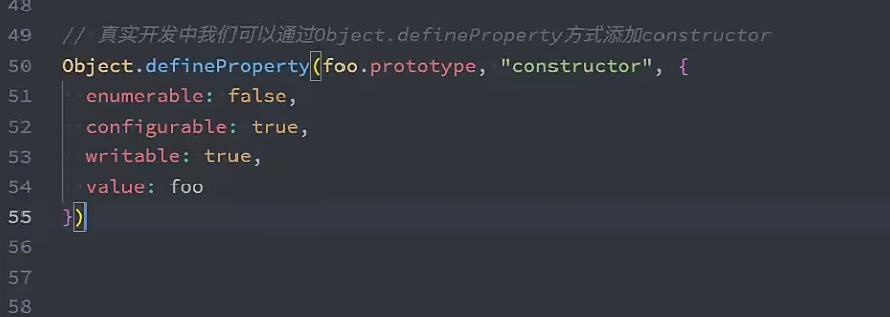 48
49 // 真实开发中我们可以通过Object.defineProperty方式添加constructor
50 Object.defineProperty(foo.prototype, "constructor", {
51 enumerable: false,
52 configurable: true,
53 writable: true,
54 value: foo
55 })
56
57
58